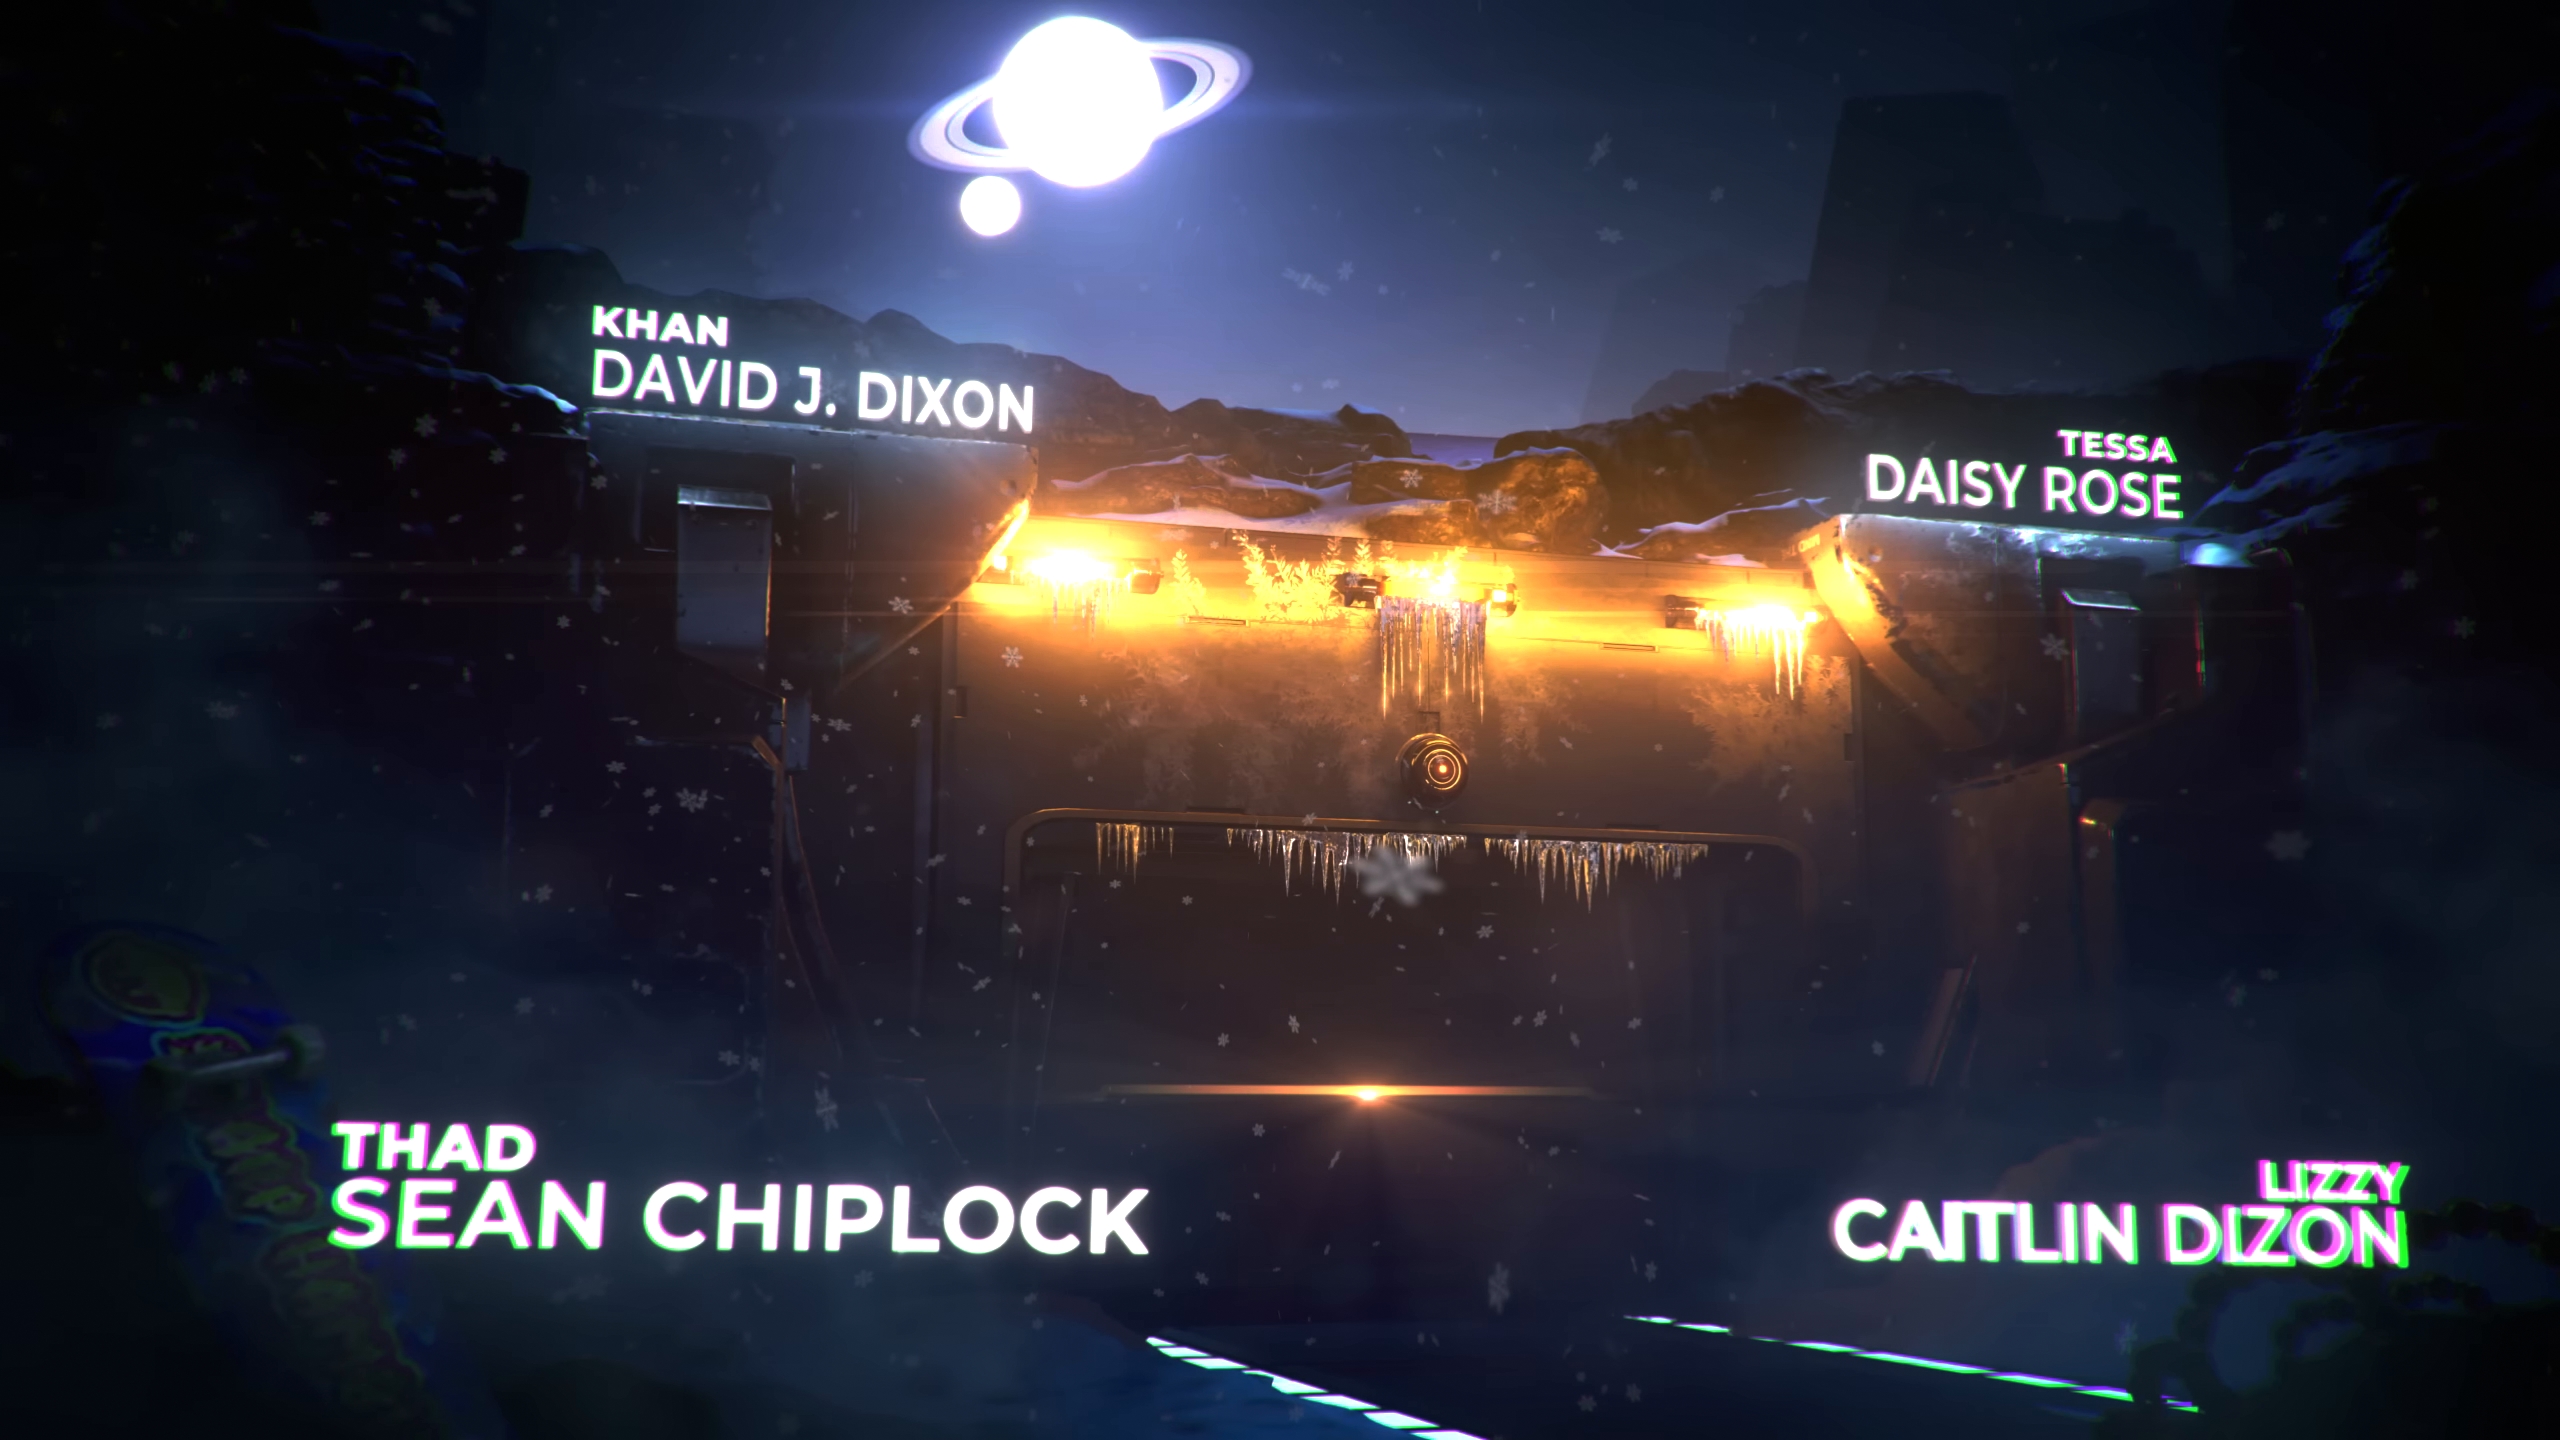 KHAN
DAVID J. DIXON
TESSA
DAISY ROSE
THAD
SEAN CHIPLOCK
LIZZY
CAITLIN DIZON